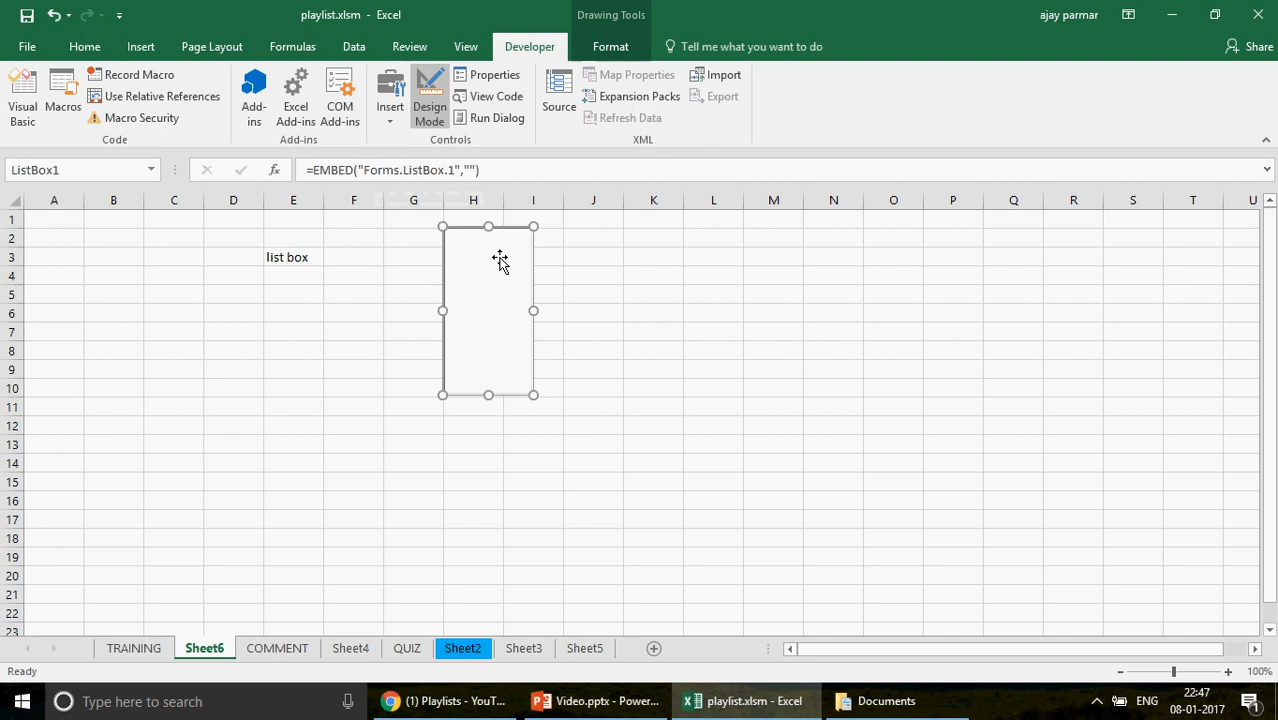 playlist.xlsm - Excel
Drawing Tools
ajay parmar
File
Home
Insert
Page Layout
Formulas
Data
Review
View
Developer
Format
Tell me what you want to do
Share
Visual Basic
Macros
Record Macro
Use Relative References
Macro Security
Code
Add-ins
Excel Add-ins
COM Add-ins
Add-ins
Insert
Design Mode
Properties
View Code
Run Dialog
Controls
Source
Map Properties
Expansion Packs
Refresh Data
Import
Export
XML
ListBox1
fx
=EMBED("Forms.ListBox.1","")
A B C D E F G H I J K L M N O P Q R S T U
1
2
3 list box
4
5
6
7
8
9
10
11
12
13
14
15
16
17
18
19
20
21
22
23
TRAINING
Sheet6
COMMENT
Sheet4
QUIZ
Sheet2
Sheet3
Sheet5
Ready
100%
Type here to search
(1) Playlists - YouT...
Video.pptx - Power...
playlist.xlsm - Excel
Documents
ENG
22:47
08-01-2017
1